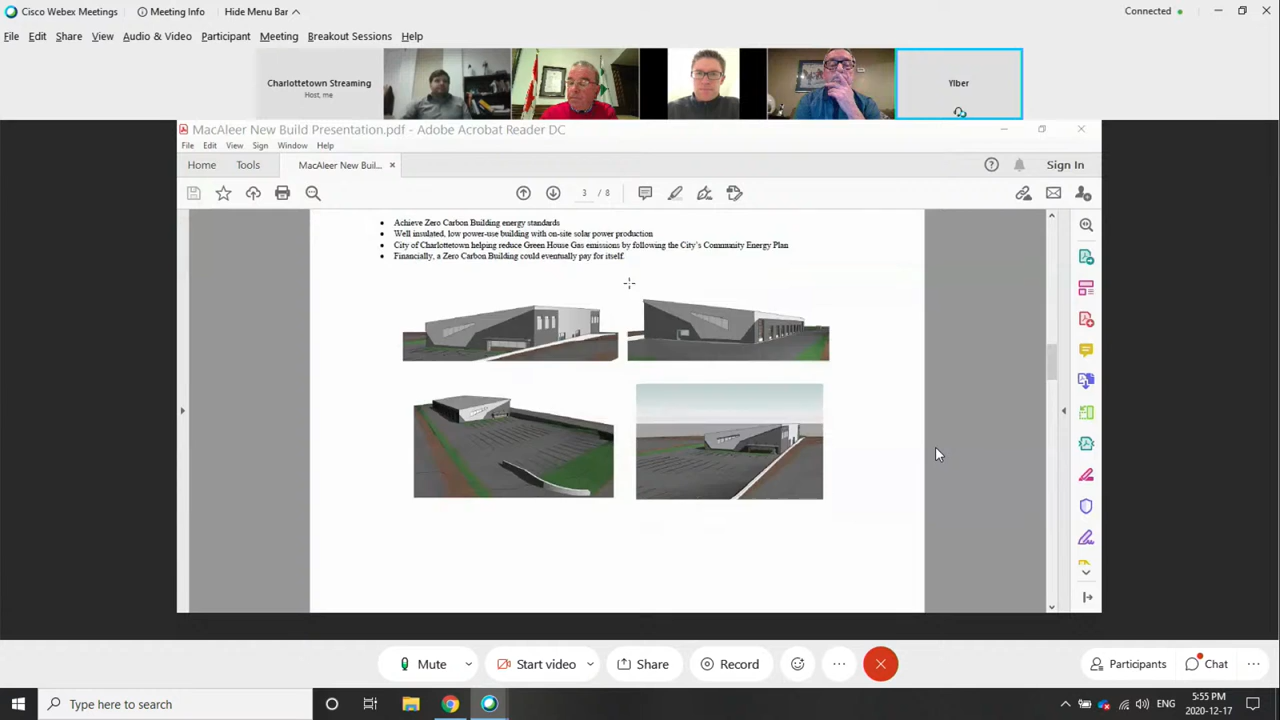 Cisco Webex Meetings
Meeting Info
Hide Menu Bar
Connected
File Edit Share View Audio & Video Participant Meeting Breakout Sessions Help
Charlottetown Streaming
Host, me
Ylber
MacAleer New Build Presentation.pdf - Adobe Acrobat Reader DC
File Edit View Sign Window Help
Home Tools MacAleer New Buil... × Sign In
3 / 8
• Achieve Zero Carbon Building energy standards
• Well insulated, low power-use building with on-site solar power production
• City of Charlottetown helping reduce Green House Gas emissions by following the City's Community Energy Plan
• Financially, a Zero Carbon Building could eventually pay for itself.
Mute Start video Share Record Participants Chat
Type here to search
ENG
5:55 PM
2020-12-17